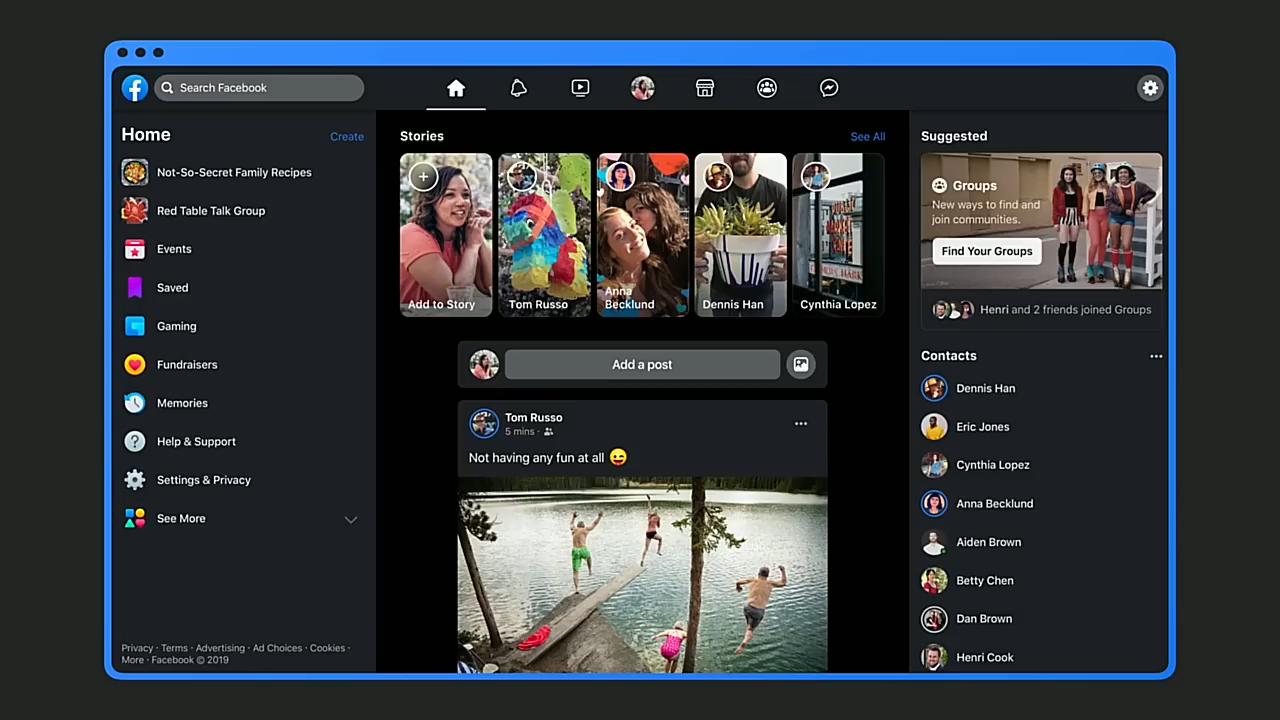 Search Facebook
Home
Create
Not-So-Secret Family Recipes
Red Table Talk Group
Events
Saved
Gaming
Fundraisers
Memories
Help & Support
Settings & Privacy
See More
Privacy · Terms · Advertising · Ad Choices · Cookies ·
More · Facebook © 2019
Stories
See All
Add to Story
Tom Russo
Anna
Becklund
Dennis Han
Cynthia Lopez
Add a post
Tom Russo
5 mins ·
Not having any fun at all 😜
Suggested
Groups
New ways to find and
join communities.
Find Your Groups
Henri and 2 friends joined Groups
Contacts
Dennis Han
Eric Jones
Cynthia Lopez
Anna Becklund
Aiden Brown
Betty Chen
Dan Brown
Henri Cook